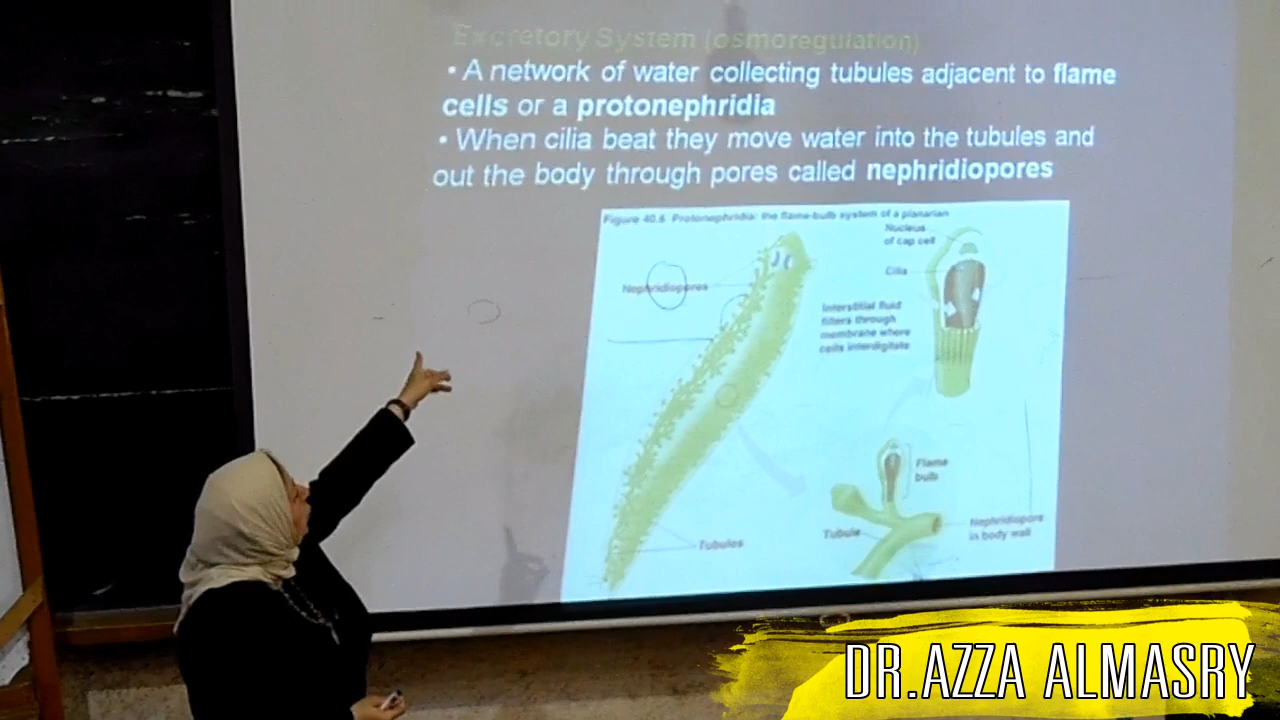 Excretory System (osmoregulation)
• A network of water collecting tubules adjacent to flame
cells or a protonephridia
• When cilia beat they move water into the tubules and
out the body through pores called nephridiopores
Figure 40.6 Protonephridia: the flame-bulb system of a planarian
Nucleus
of cap cell
Cilia
Nephridiopores
Interstitial fluid
filters through
membrane where
cells interdigitate
Flame
bulb
Tubule
Nephridiopore
in body wall
Tubules
DR.AZZA ALMASRY